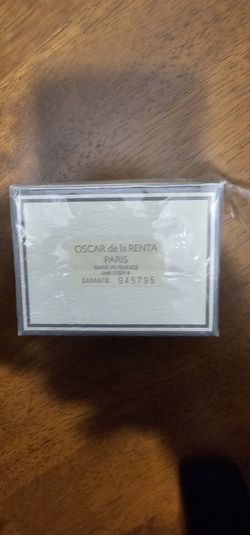 OSCAR de la RENTA
PARIS
MADE IN FRANCE
GARANTIE 945795